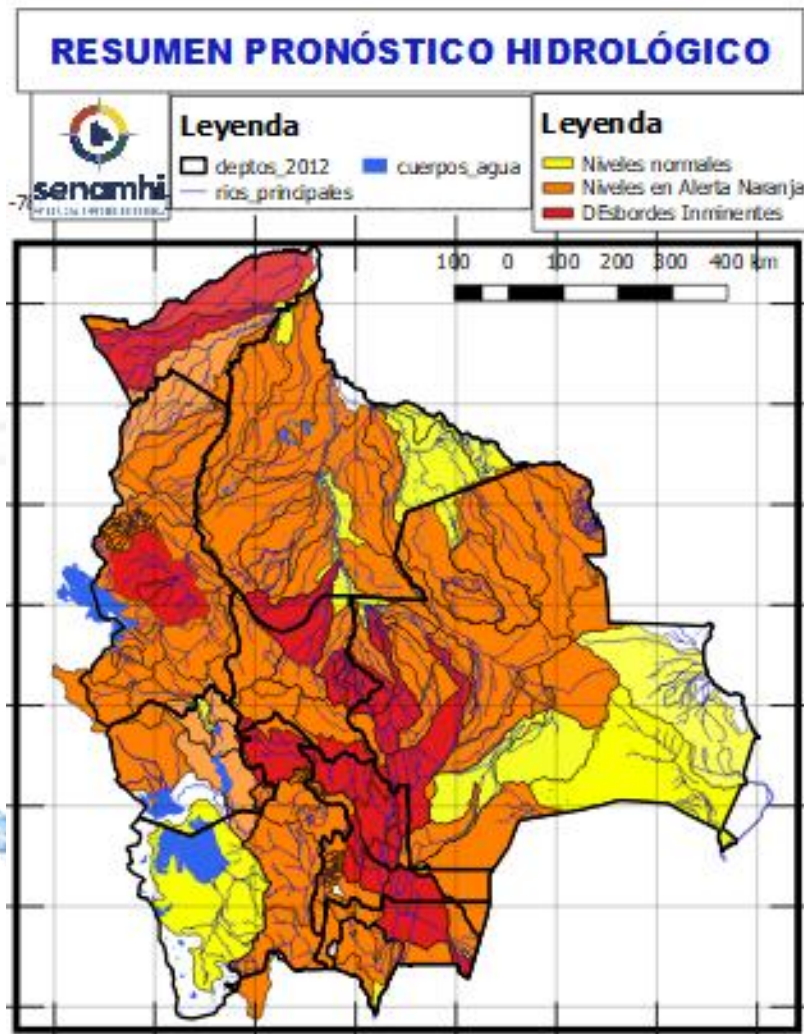 RESUMEN PRONÓSTICO HIDROLÓGICO
senamhi
Leyenda
deptos_2012
cuerpos_agua
rios_principales
Leyenda
Niveles normales
Niveles en Alerta Naranja
DEsbordes Inminentes
100 0 100 200 300 400 km